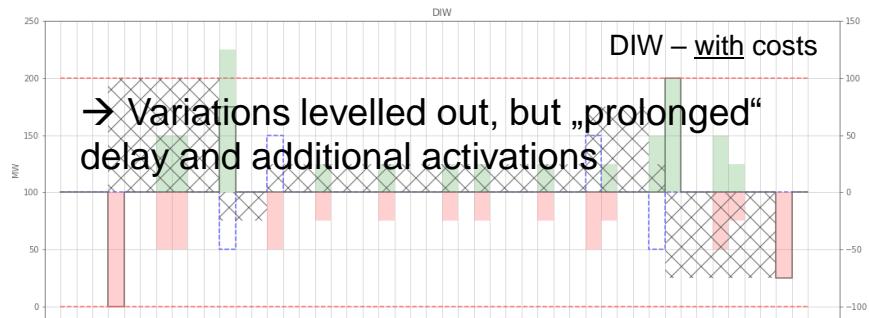 DIW
DIW – with costs
→ Variations levelled out, but „prolonged“
delay and additional activations
MW
250
200
150
100
50
0
150
100
50
0
−50
−100